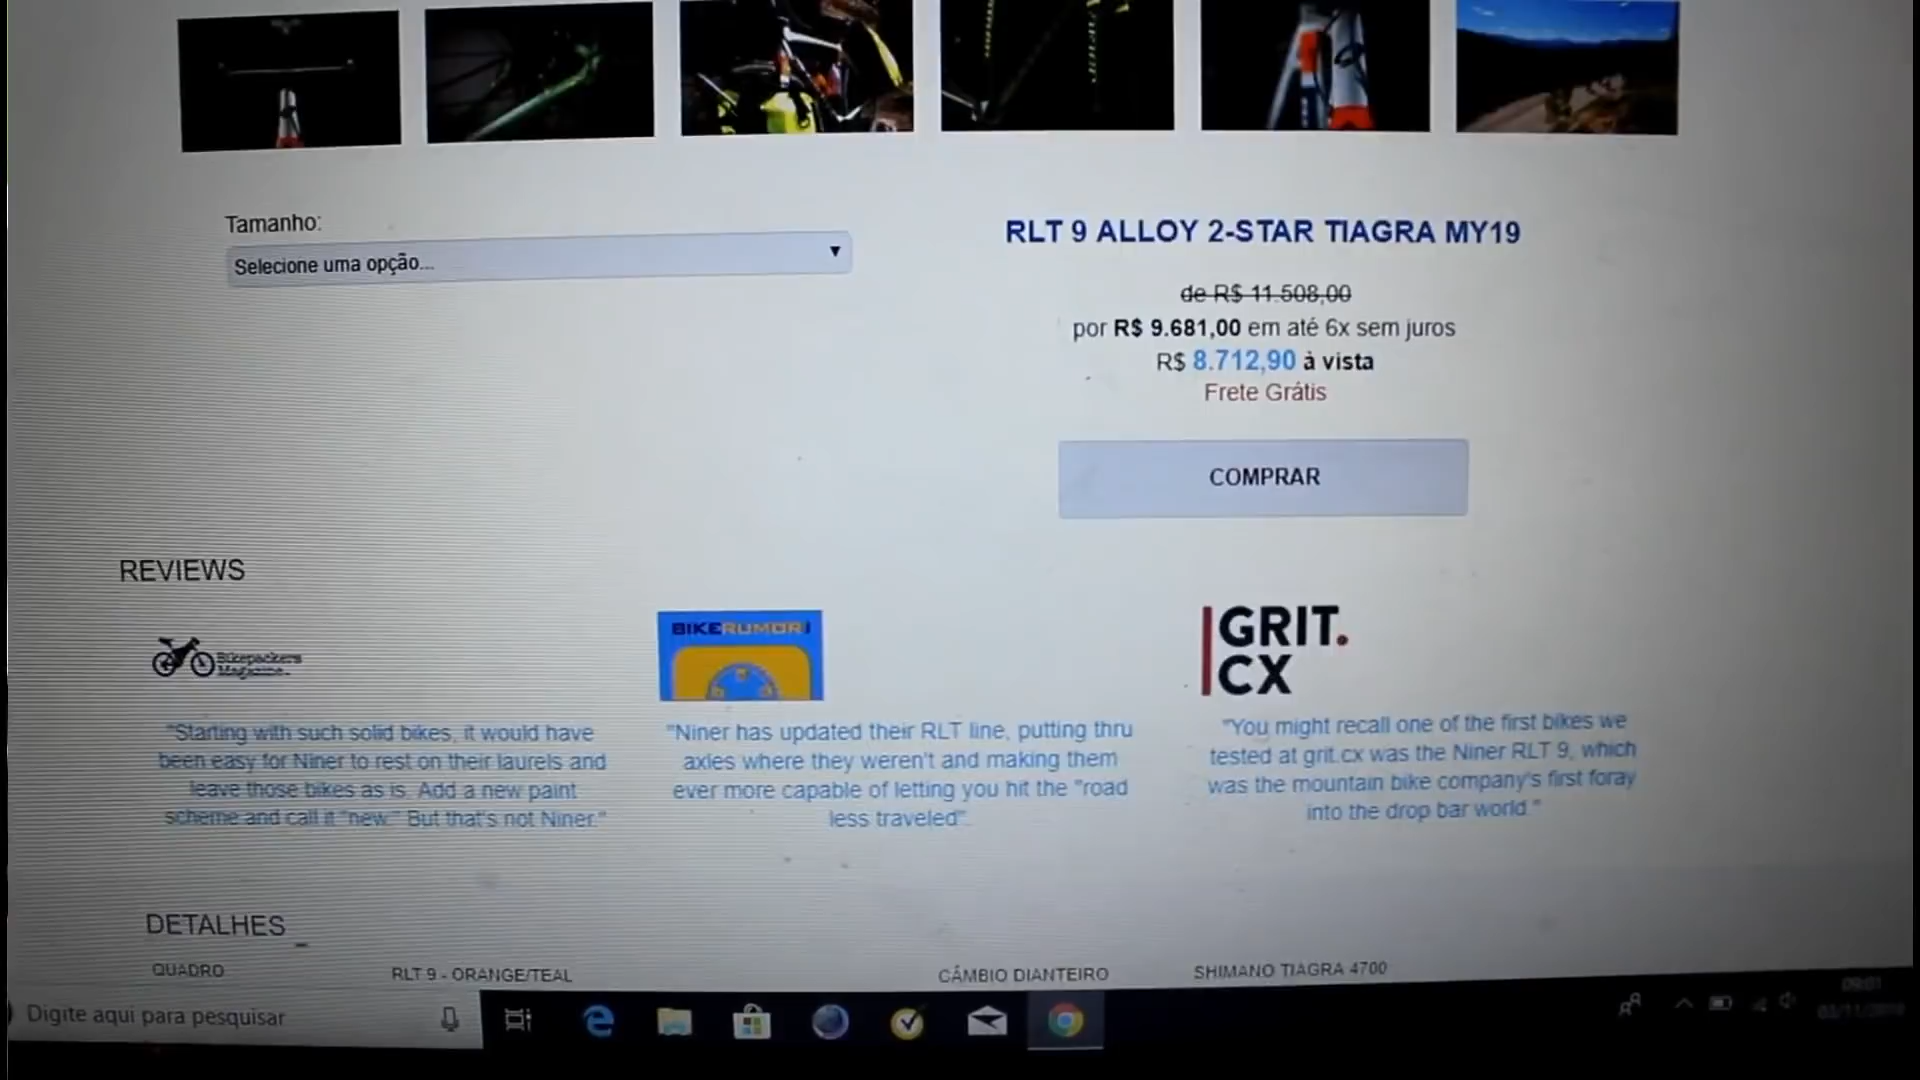 Tamanho:
Selecione uma opção...
RLT 9 ALLOY 2-STAR TIAGRA MY19
de R$ 11.508,00
por R$ 9.681,00 em até 6x sem juros
R$ 8.712,90 à vista
Frete Grátis
COMPRAR
REVIEWS
Bikepackers
Magazine
"Starting with such solid bikes, it would have
been easy for Niner to rest on their laurels and
leave those bikes as is. Add a new paint
scheme and call it "new." But that's not Niner."
BIKERUMOR!
"Niner has updated their RLT line, putting thru
axles where they weren't and making them
ever more capable of letting you hit the "road
less traveled".
GRIT.
CX
"You might recall one of the first bikes we
tested at grit.cx was the Niner RLT 9, which
was the mountain bike company's first foray
into the drop bar world."
DETALHES
QUADRO
RLT 9 - ORANGE/TEAL
CÂMBIO DIANTEIRO
SHIMANO TIAGRA 4700
Digite aqui para pesquisar
09:01